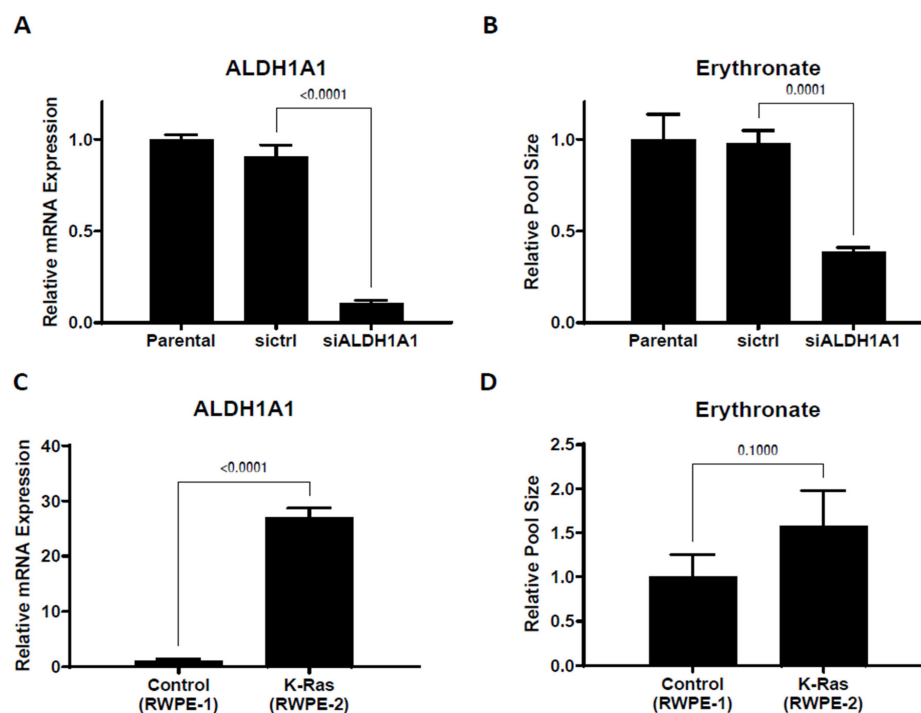 A
ALDH1A1
<0.0001
Relative mRNA Expression
1.0
0.5
0.0
Parental
sictrl
siALDH1A1
B
Erythronate
0.0001
Relative Pool Size
1.0
0.5
0.0
Parental
sictrl
siALDH1A1
C
ALDH1A1
<0.0001
Relative mRNA Expression
40
30
20
10
0
Control
(RWPE-1)
K-Ras
(RWPE-2)
D
Erythronate
0.1000
Relative Pool Size
2.5
2.0
1.5
1.0
0.5
0.0
Control
(RWPE-1)
K-Ras
(RWPE-2)